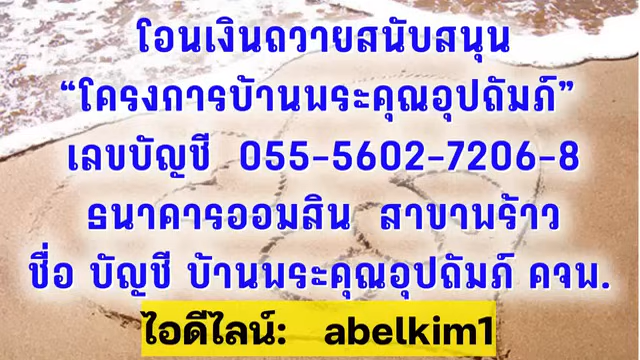 โอนเงินถวายสนับสนุน
“โครงการบ้านพระคุณอุปถัมภ์”
เลขบัญชี 055-5602-7206-8
ธนาคารออมสิน สาขาพร้าว
ชื่อ บัญชี บ้านพระคุณอุปถัมภ์ คจพ.
ไอดีไลน์: abelkim1